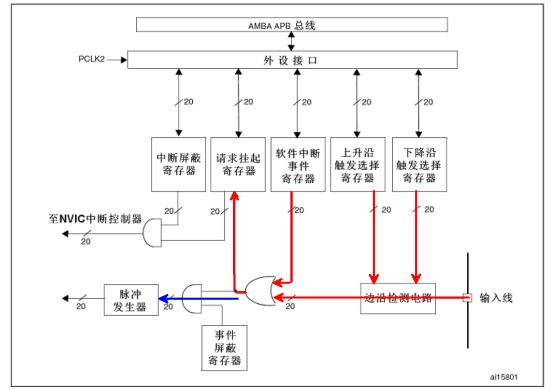 AMBA APB 总线
PCLK2
外设接口
20
20
20
20
20
中断屏蔽
寄存器
请求挂起
寄存器
软件中断
事件
寄存器
上升沿
触发选择
寄存器
下降沿
触发选择
寄存器
至NVIC中断控制器
20
20
20
20
20
20
脉冲
发生器
20
20
20
边沿检测电路
输入线
事件
屏蔽
寄存器
ai15801